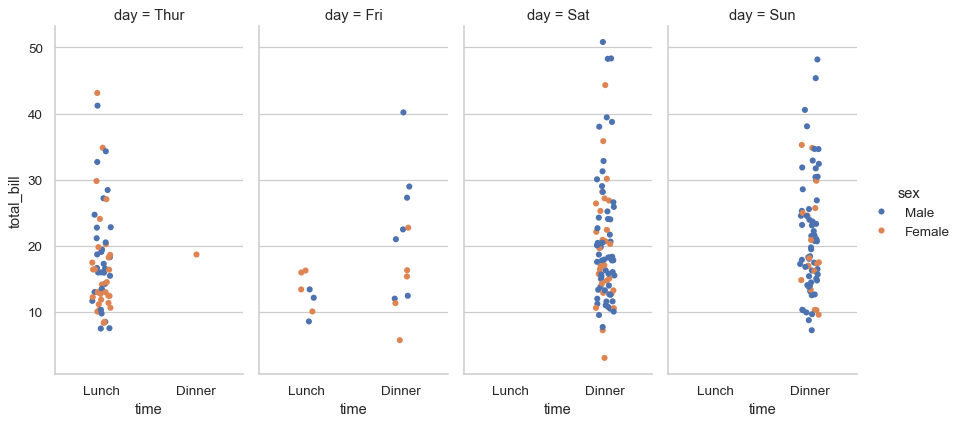 day = Thur
day = Fri
day = Sat
day = Sun
total_bill
50
40
30
20
10
Lunch
Dinner
Lunch
Dinner
Lunch
Dinner
Lunch
Dinner
time
time
time
time
sex
Male
Female